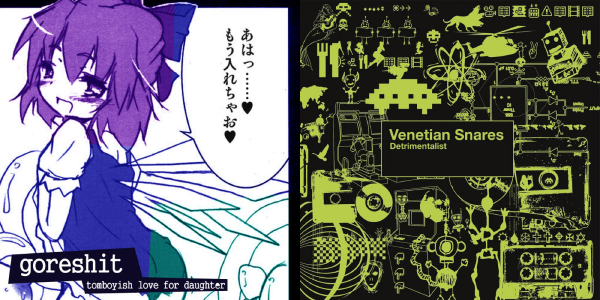 あはっ……♥
もう入れちゃお♥
goreshit
tomboyish love for daughter
Venetian Snares
Detrimentalist